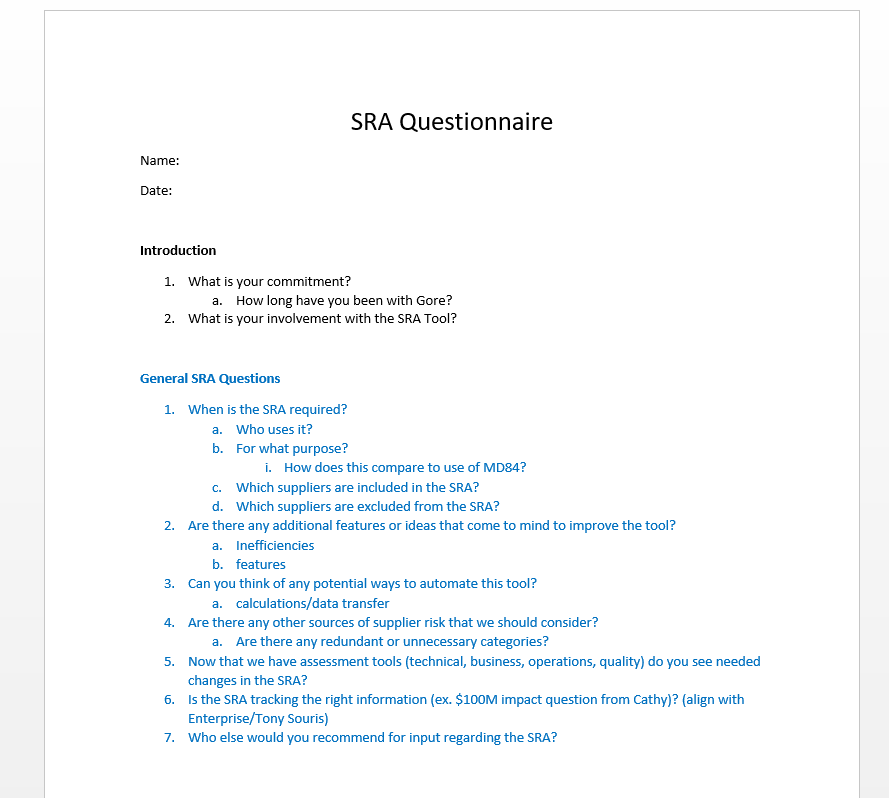 SRA Questionnaire
Name:
Date:
Introduction
1. What is your commitment?
a. How long have you been with Gore?
2. What is your involvement with the SRA Tool?
General SRA Questions
1. When is the SRA required?
a. Who uses it?
b. For what purpose?
i. How does this compare to use of MD84?
c. Which suppliers are included in the SRA?
d. Which suppliers are excluded from the SRA?
2. Are there any additional features or ideas that come to mind to improve the tool?
a. Inefficiencies
b. features
3. Can you think of any potential ways to automate this tool?
a. calculations/data transfer
4. Are there any other sources of supplier risk that we should consider?
a. Are there any redundant or unnecessary categories?
5. Now that we have assessment tools (technical, business, operations, quality) do you see needed
changes in the SRA?
6. Is the SRA tracking the right information (ex. $100M impact question from Cathy)? (align with
Enterprise/Tony Souris)
7. Who else would you recommend for input regarding the SRA?